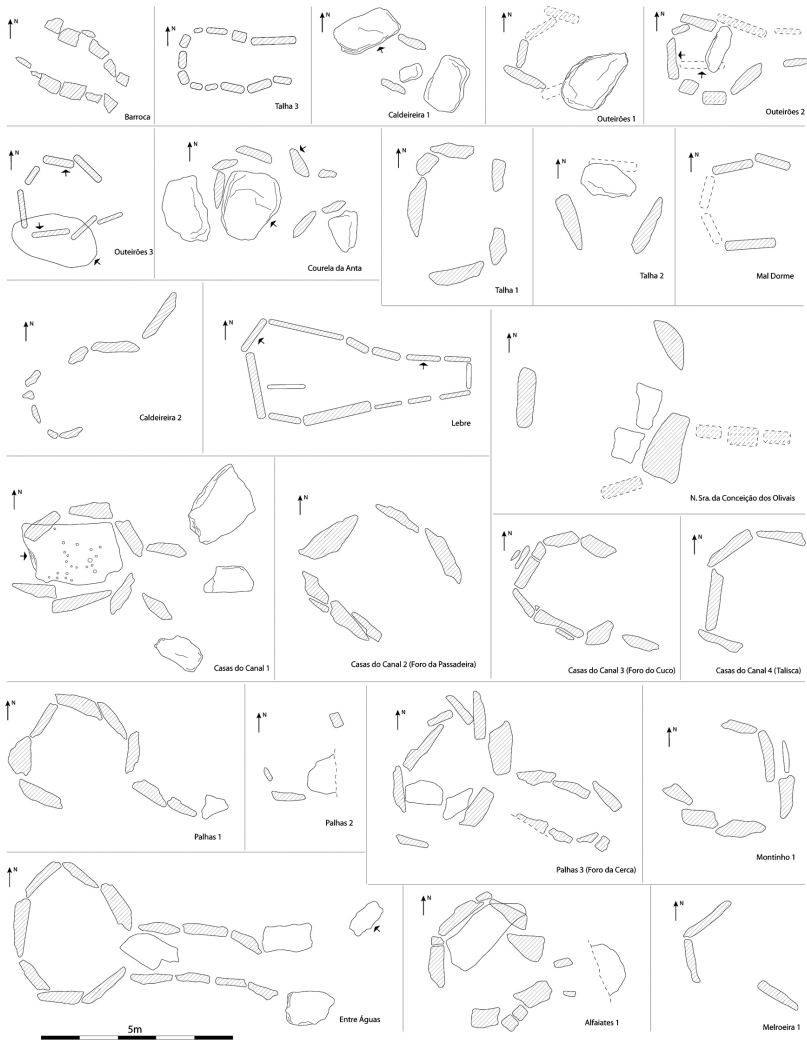 N
Barroca
N
Talha 3
N
Caldeireira 1
N
Outeirões 1
N
Outeirões 2
N
Outeirões 3
N
Courela da Anta
N
Talha 1
N
Talha 2
N
Mal Dorme
N
Caldeireira 2
N
Lebre
N
N. Sra. da Conceição dos Olivais
N
Casas do Canal 1
N
Casas do Canal 2 (Foro da Passadeira)
N
Casas do Canal 3 (Foro do Cuco)
N
Casas do Canal 4 (Talisca)
N
Palhas 1
N
Palhas 2
N
Palhas 3 (Foro da Cerca)
N
Montinho 1
N
Entre Águas
5m
N
Alfaiates 1
N
Melroeira 1